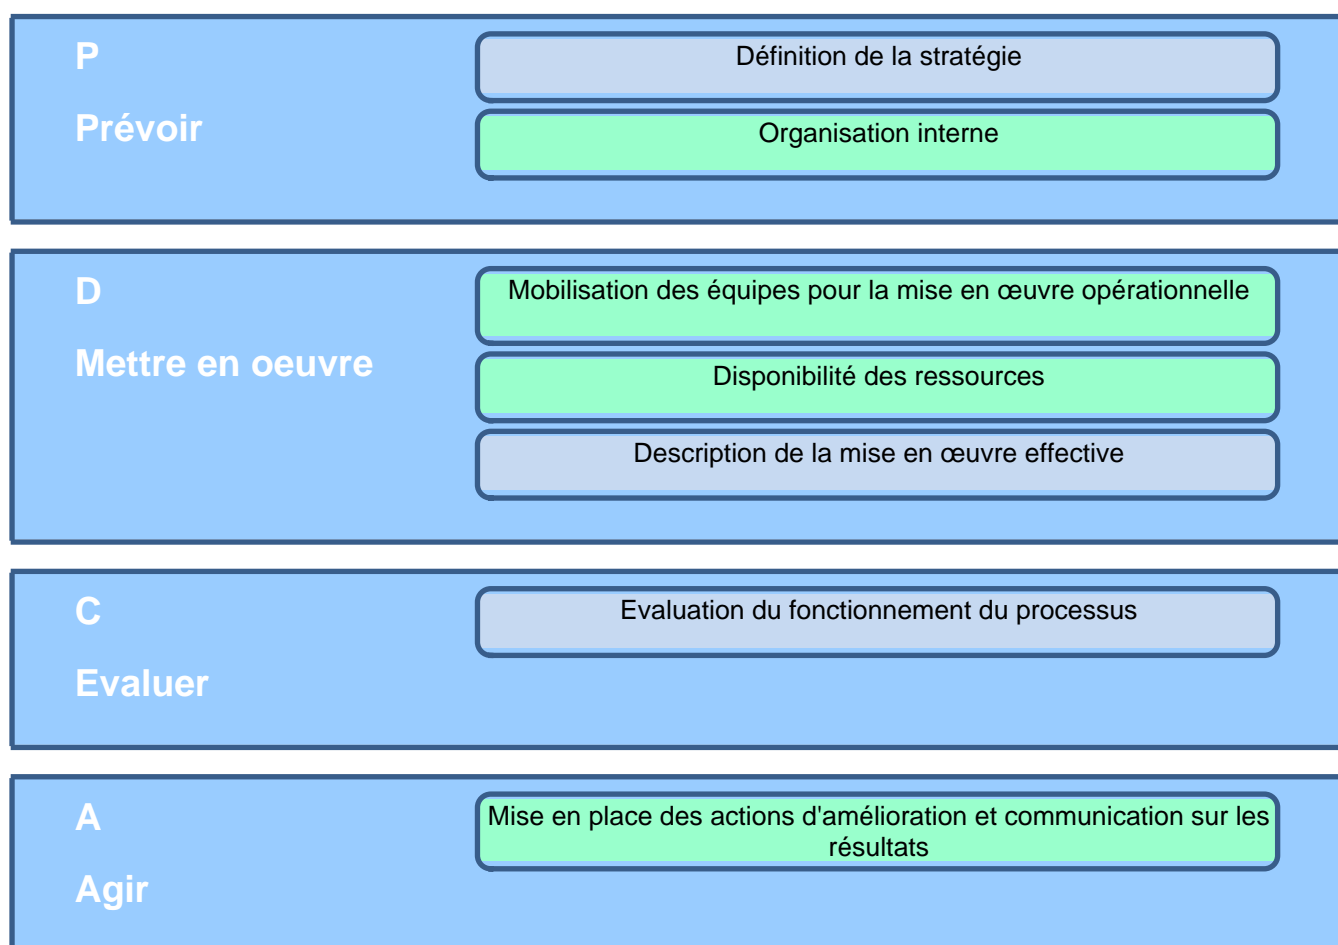 P
Prévoir
Définition de la stratégie
Organisation interne
D
Mettre en oeuvre
Mobilisation des équipes pour la mise en œuvre opérationnelle
Disponibilité des ressources
Description de la mise en œuvre effective
C
Evaluer
Evaluation du fonctionnement du processus
A
Agir
Mise en place des actions d'amélioration et communication sur les
résultats